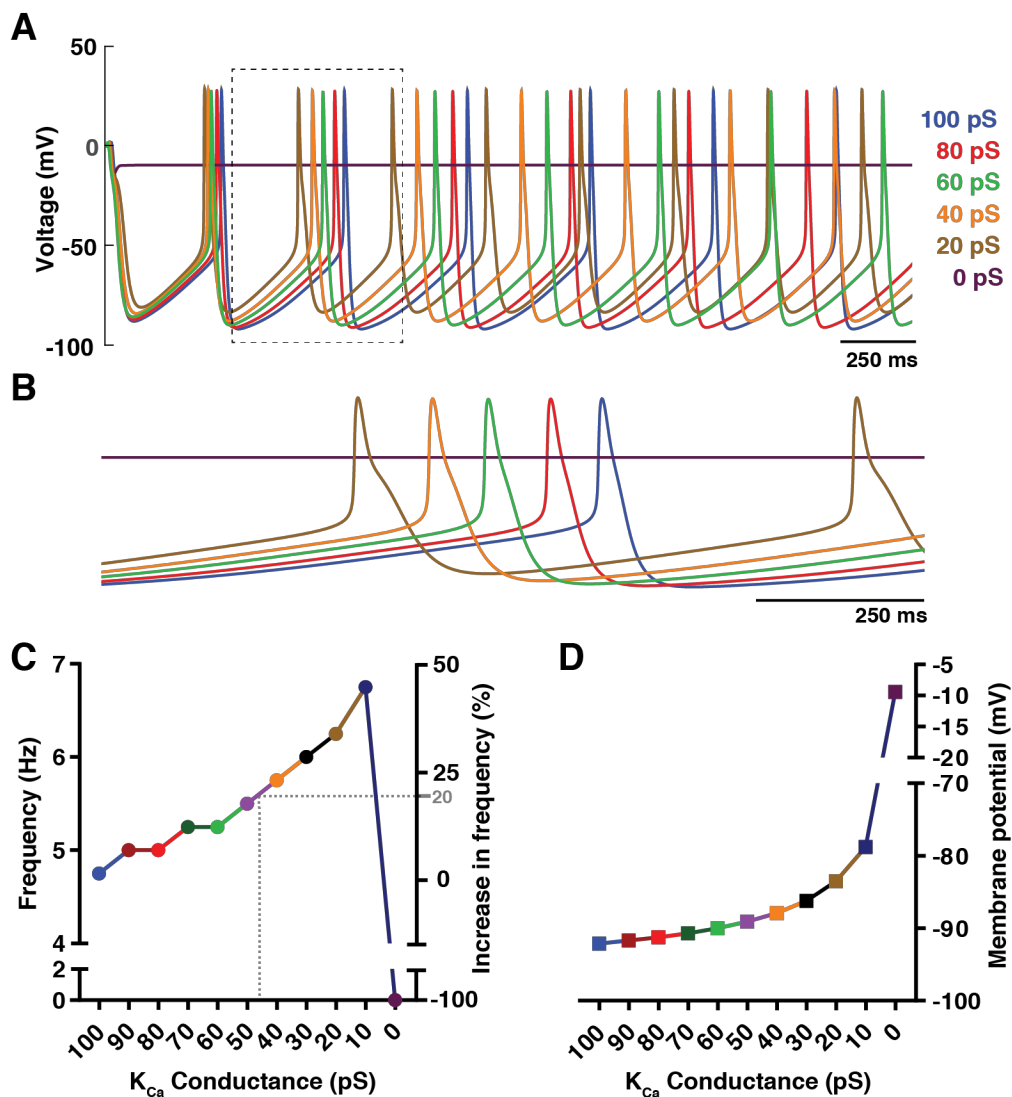 A
50
0
-50
-100
Voltage (mV)
100 pS
80 pS
60 pS
40 pS
20 pS
0 pS
250 ms
B
250 ms
C
7
6
5
4
2
0
Frequency (Hz)
50
25
20
0
-100
Increase in frequency (%)
100 90 80 70 60 50 40 30 20 10 0
KCa Conductance (pS)
D
-5
-10
-15
-20
-70
-80
-90
-100
Membrane potential (mV)
100 90 80 70 60 50 40 30 20 10 0
KCa Conductance (pS)